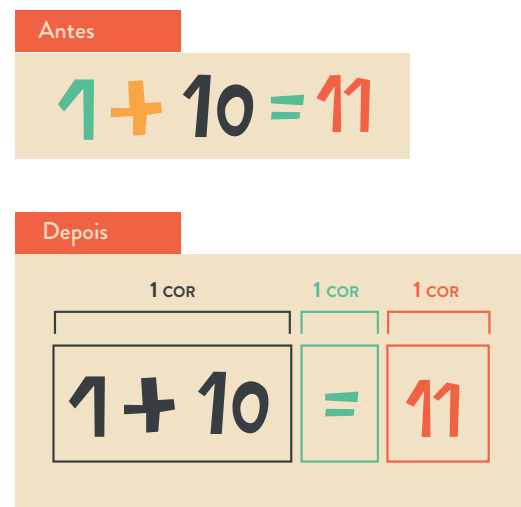 Antes
1 + 10 = 11
Depois
1 COR 1 COR 1 COR
1 + 10 = 11